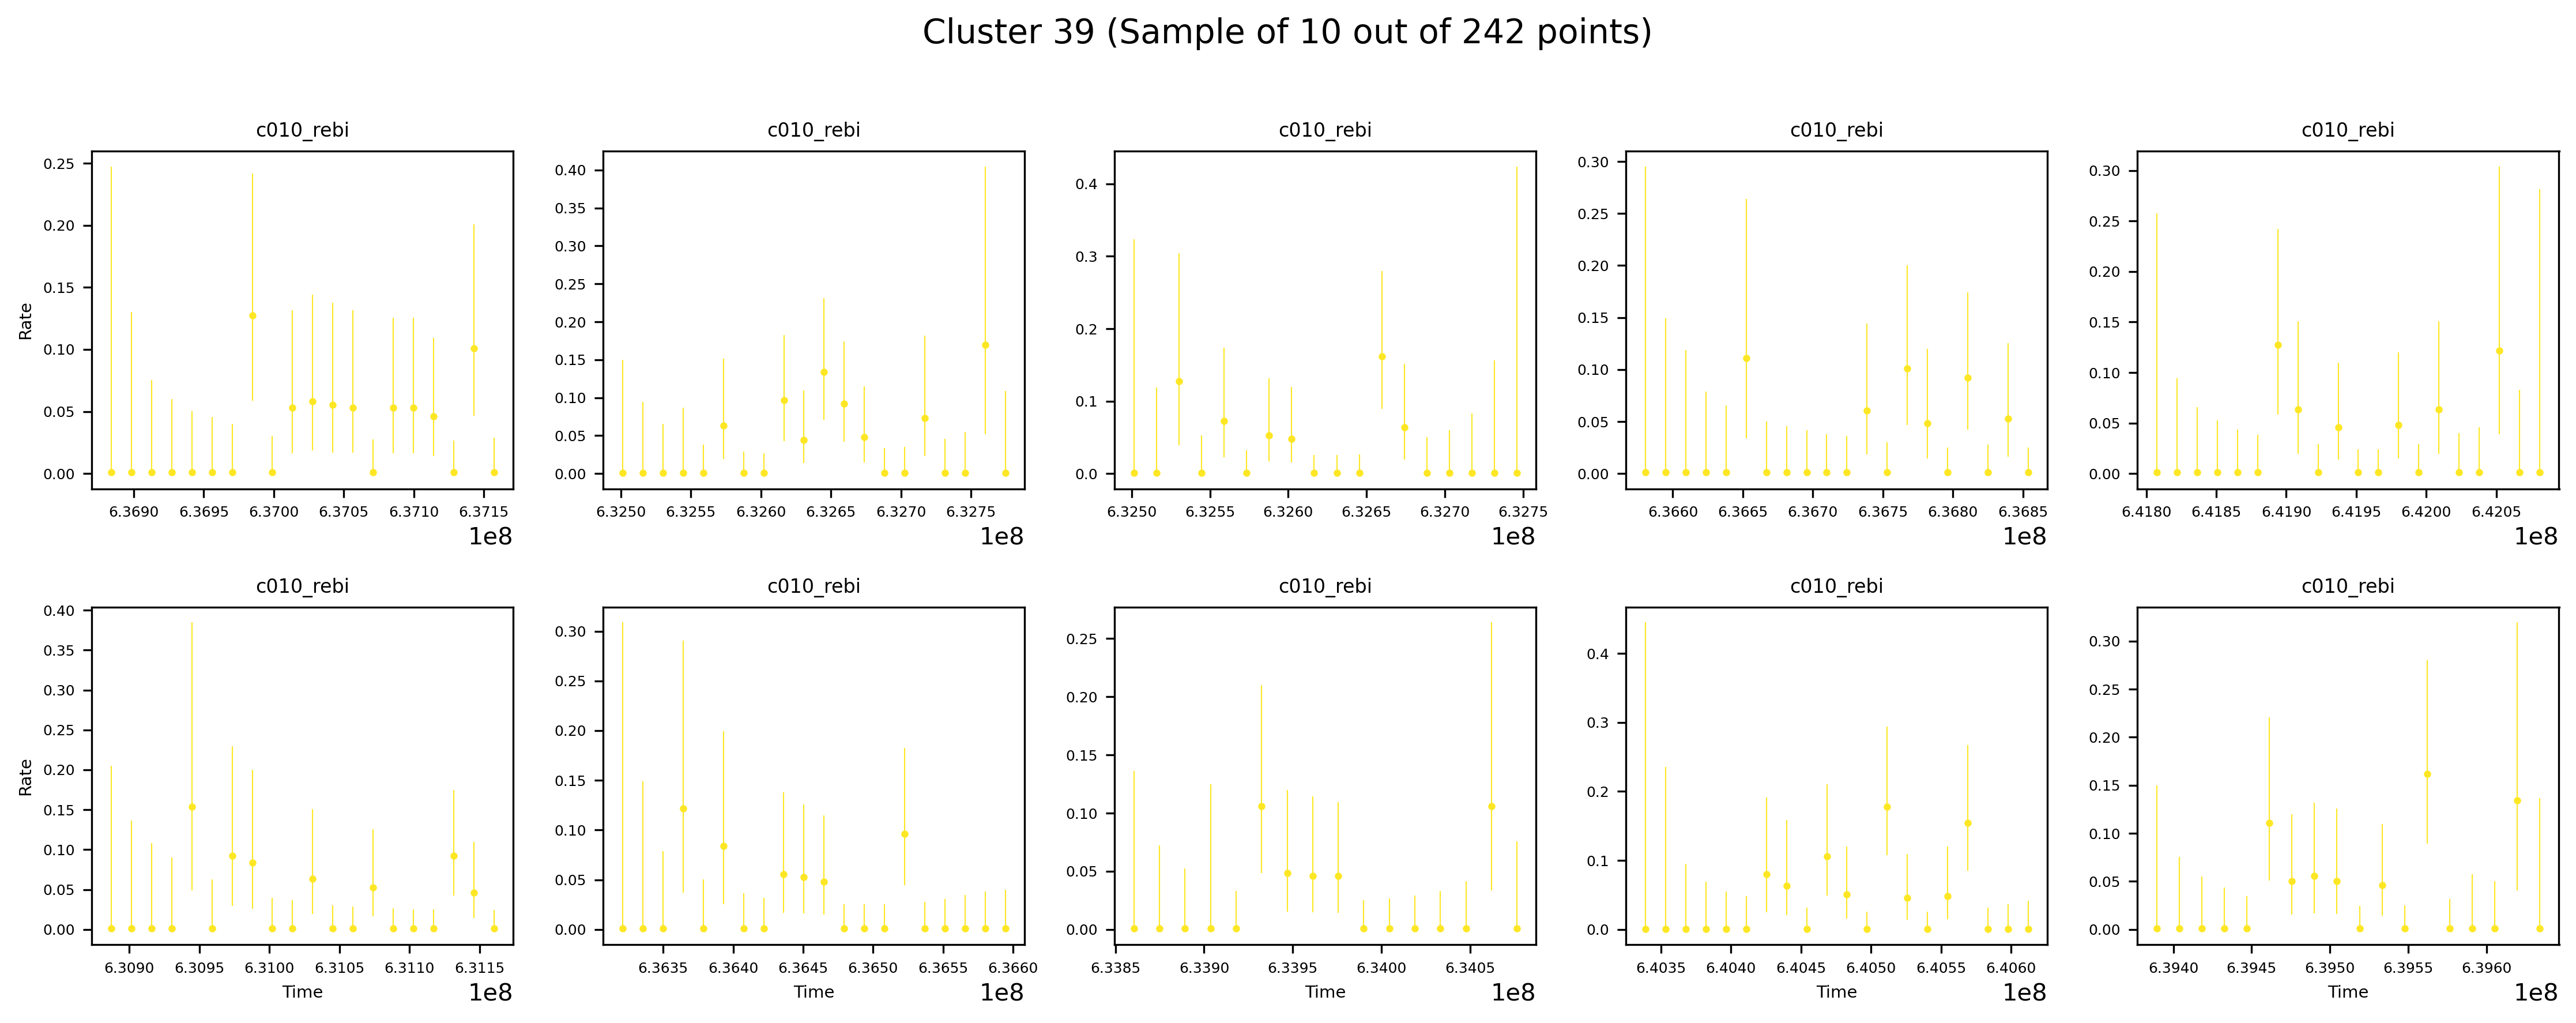 Cluster 39 (Sample of 10 out of 242 points)
c010_rebi c010_rebi c010_rebi c010_rebi c010_rebi
Rate
0.25 0.20 0.15 0.10 0.05 0.00
6.3690 6.3695 6.3700 6.3705 6.3710 6.3715
1e8
0.40 0.35 0.30 0.25 0.20 0.15 0.10 0.05 0.00
6.3250 6.3255 6.3260 6.3265 6.3270 6.3275
1e8
0.4 0.3 0.2 0.1 0.0
6.3250 6.3255 6.3260 6.3265 6.3270 6.3275
1e8
0.30 0.25 0.20 0.15 0.10 0.05 0.00
6.3660 6.3665 6.3670 6.3675 6.3680 6.3685
1e8
0.30 0.25 0.20 0.15 0.10 0.05 0.00
6.4180 6.4185 6.4190 6.4195 6.4200 6.4205
1e8
c010_rebi c010_rebi c010_rebi c010_rebi c010_rebi
Rate
0.40 0.35 0.30 0.25 0.20 0.15 0.10 0.05 0.00
6.3090 6.3095 6.3100 6.3105 6.3110 6.3115
Time 1e8
0.30 0.25 0.20 0.15 0.10 0.05 0.00
6.3635 6.3640 6.3645 6.3650 6.3655 6.3660
Time 1e8
0.25 0.20 0.15 0.10 0.05 0.00
6.3385 6.3390 6.3395 6.3400 6.3405
Time 1e8
0.4 0.3 0.2 0.1 0.0
6.4035 6.4040 6.4045 6.4050 6.4055 6.4060
Time 1e8
0.30 0.25 0.20 0.15 0.10 0.05 0.00
6.3940 6.3945 6.3950 6.3955 6.3960
Time 1e8